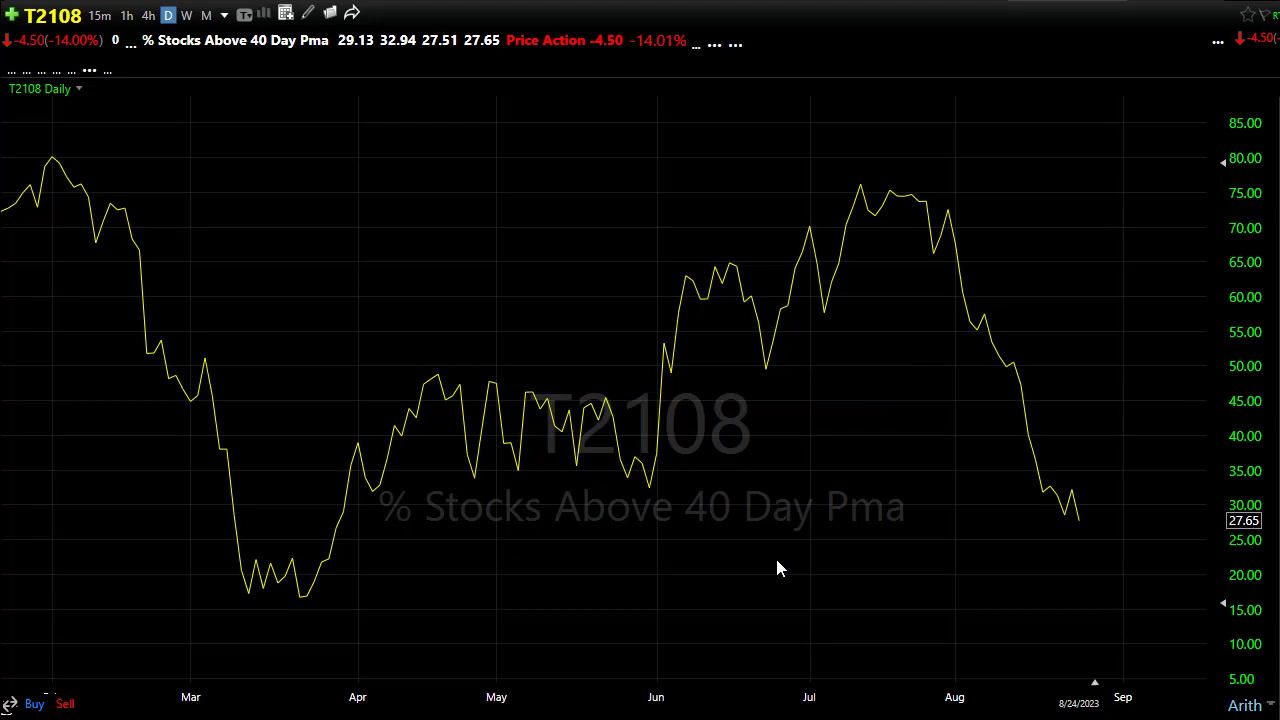 T2108 15m 1h 4h D W M T
-4.50(-14.00%) 0 ... % Stocks Above 40 Day Pma 29.13 32.94 27.51 27.65 Price Action -4.50 -14.01% ... ... ... ... -4.50(-
... ... ... ... ... ... ...
T2108 Daily
85.00
80.00
75.00
70.00
65.00
60.00
55.00
50.00
45.00
40.00
35.00
30.00
27.65
25.00
20.00
15.00
10.00
5.00
T2108
% Stocks Above 40 Day Pma
Mar Apr May Jun Jul Aug Sep
8/24/2023
Buy Sell
Arith